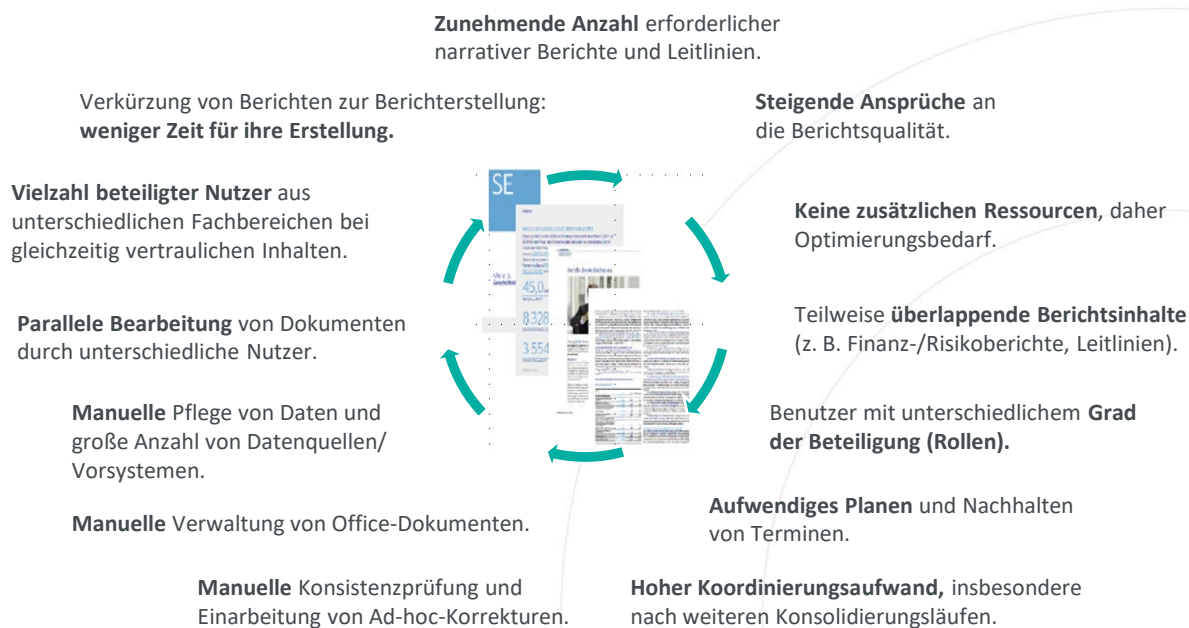 Zunehmende Anzahl erforderlicher
narrativer Berichte und Leitlinien.
Verkürzung von Berichten zur Berichterstellung:
weniger Zeit für ihre Erstellung.
Steigende Ansprüche an
die Berichtsqualität.
Vielzahl beteiligter Nutzer aus
unterschiedlichen Fachbereichen bei
gleichzeitig vertraulichen Inhalten.
Keine zusätzlichen Ressourcen, daher
Optimierungsbedarf.
Parallele Bearbeitung von Dokumenten
durch unterschiedliche Nutzer.
Teilweise überlappende Berichtsinhalte
(z. B. Finanz-/Risikoberichte, Leitlinien).
Manuelle Pflege von Daten und
große Anzahl von Datenquellen/
Vorsystemen.
Benutzer mit unterschiedlichem Grad
der Beteiligung (Rollen).
Manuelle Verwaltung von Office-Dokumenten.
Aufwendiges Planen und Nachhalten
von Terminen.
Manuelle Konsistenzprüfung und
Einarbeitung von Ad-hoc-Korrekturen.
Hoher Koordinierungsaufwand, insbesondere
nach weiteren Konsolidierungsläufen.
SE
45,0
8 328
3 554